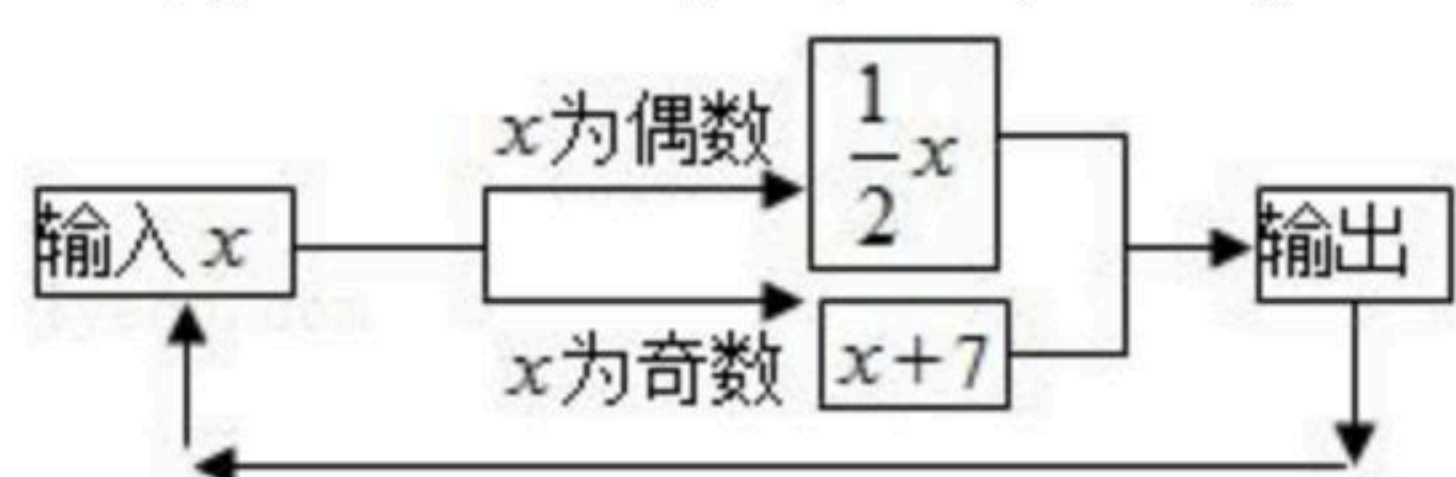 x为偶数
1/2 x
输入 x
输出
x为奇数
x+7